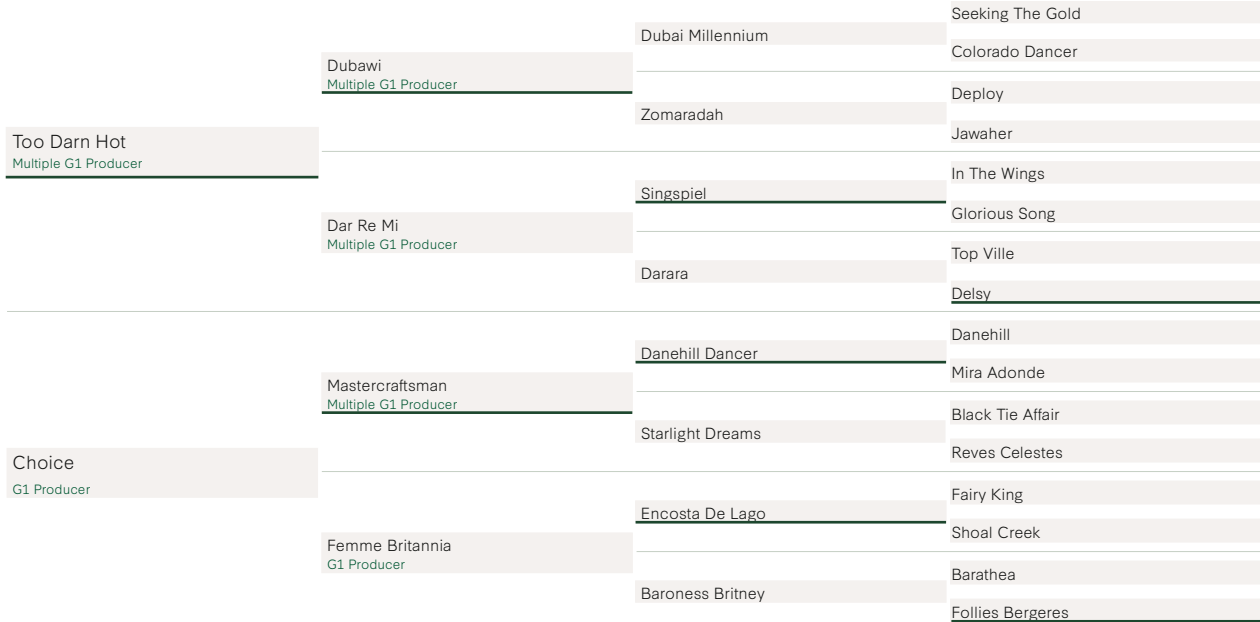 Too Darn Hot
Multiple G1 Producer
Choice
G1 Producer
Dubawi
Multiple G1 Producer
Dar Re Mi
Multiple G1 Producer
Mastercraftsman
Multiple G1 Producer
Femme Britannia
G1 Producer
Dubai Millennium
Zomaradah
Singspiel
Darara
Danehill Dancer
Starlight Dreams
Encosta De Lago
Baroness Britney
Seeking The Gold
Colorado Dancer
Deploy
Jawaher
In The Wings
Glorious Song
Top Ville
Delsy
Danehill
Mira Adonde
Black Tie Affair
Reves Celestes
Fairy King
Shoal Creek
Barathea
Follies Bergeres